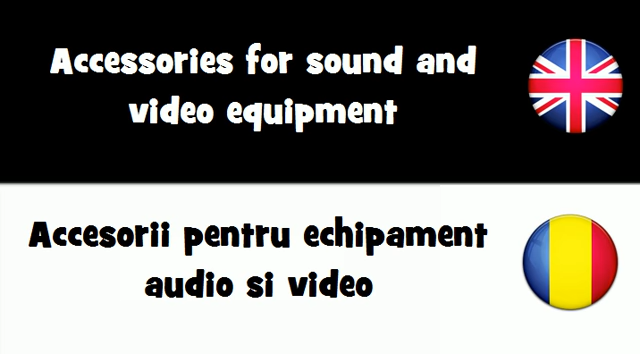 Accessories for sound and
video equipment
Accesorii pentru echipament
audio si video